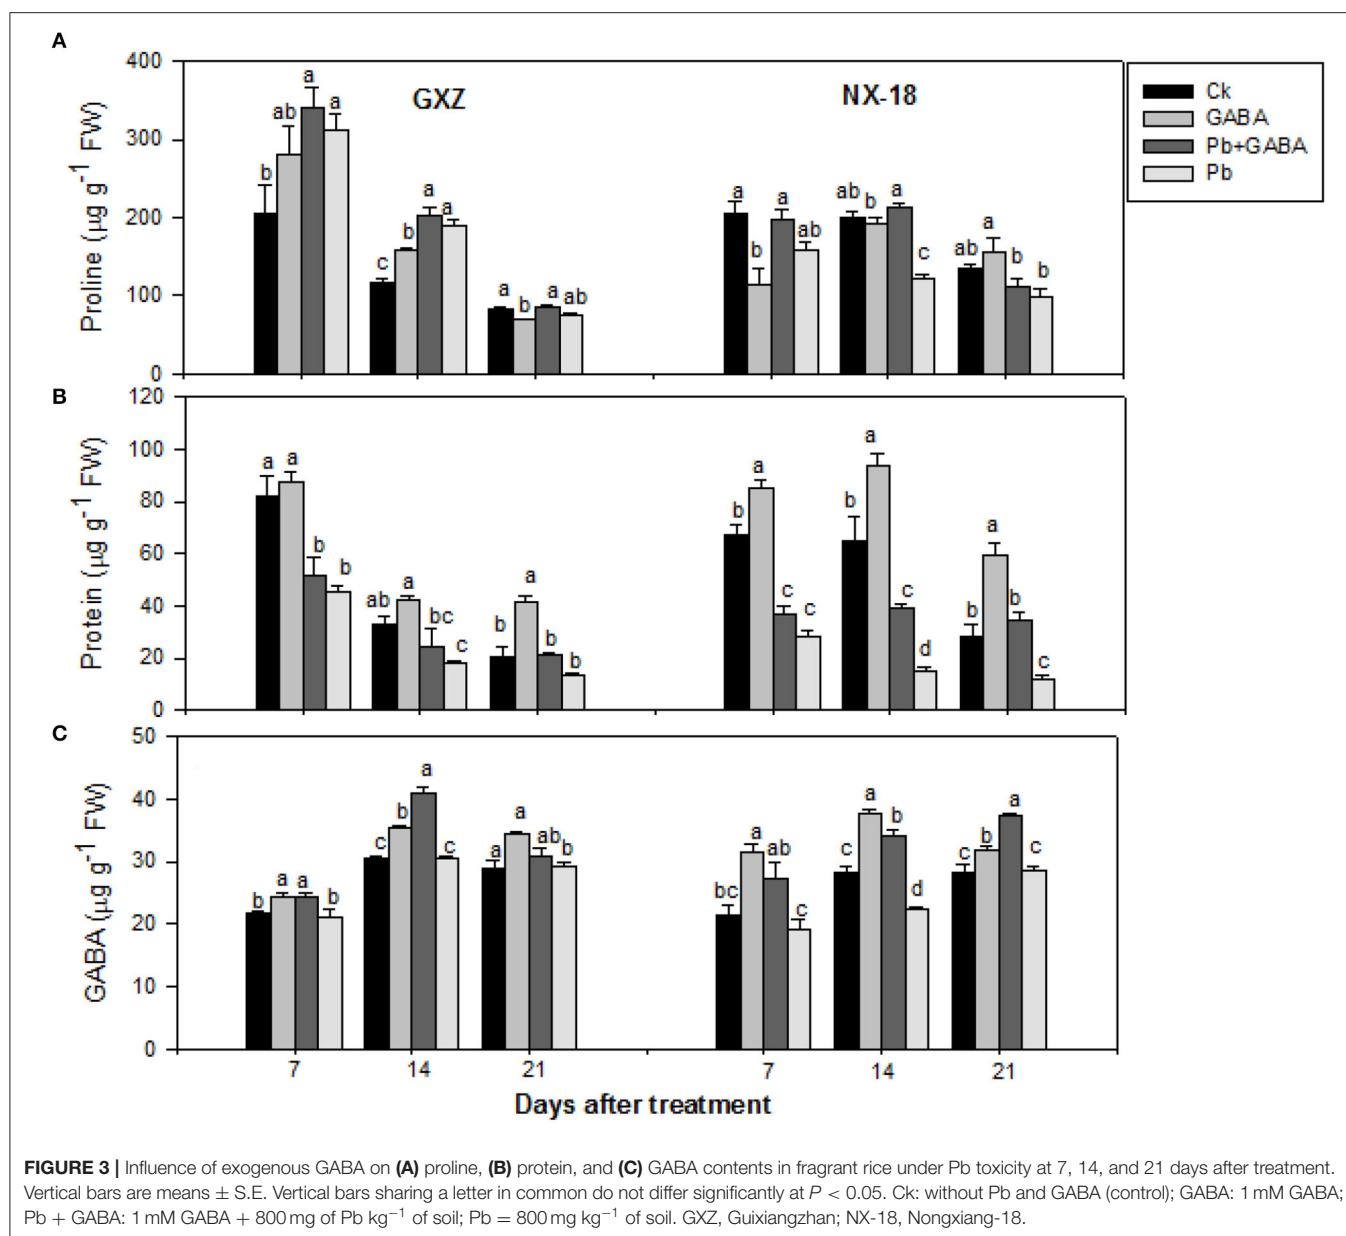 A
400
300
200
100
0
Proline (µg g⁻¹ FW)
GXZ
NX-18
b
ab
a
a
c
b
a
a
a
b
a
ab
a
b
a
ab
ab
b
a
c
ab
a
b
b
Ck
GABA
Pb+GABA
Pb
B
120
100
80
60
40
20
0
Protein (µg g⁻¹ FW)
a
a
b
b
ab
a
bc
c
b
a
b
b
b
a
c
c
b
a
c
d
b
a
b
c
C
50
40
30
20
10
0
GABA (µg g⁻¹ FW)
b
a
a
b
c
b
a
c
a
a
ab
b
bc
a
ab
c
c
a
b
d
c
b
a
c
7
14
21
7
14
21
Days after treatment
FIGURE 3 | Influence of exogenous GABA on (A) proline, (B) protein, and (C) GABA contents in fragrant rice under Pb toxicity at 7, 14, and 21 days after treatment.
Vertical bars are means ± S.E. Vertical bars sharing a letter in common do not differ significantly at P < 0.05. Ck: without Pb and GABA (control); GABA: 1 mM GABA;
Pb + GABA: 1 mM GABA + 800 mg of Pb kg⁻¹ of soil; Pb = 800 mg kg⁻¹ of soil. GXZ, Guixiangzhan; NX-18, Nongxiang-18.